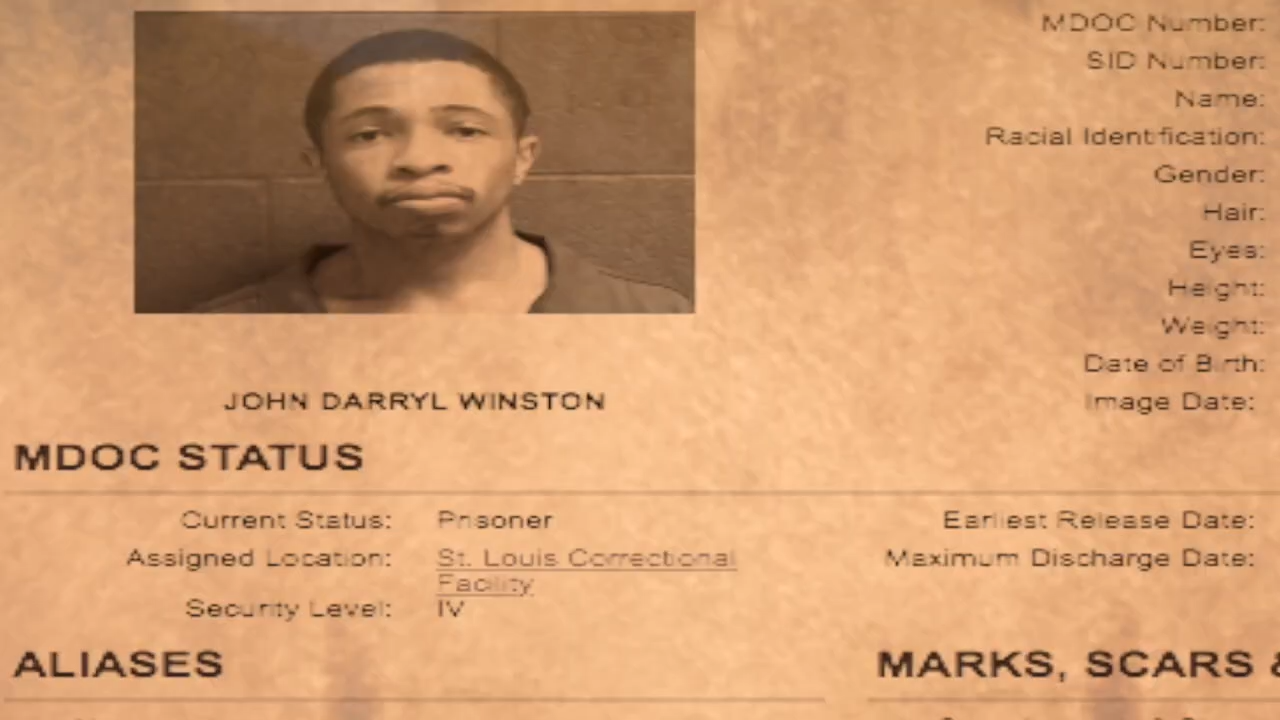 MDOC Number:
SID Number:
Name:
Racial Identification:
Gender:
Hair:
Eyes:
Height:
Weight:
Date of Birth:
JOHN DARRYL WINSTON
Image Date:
MDOC STATUS
Current Status: Prisoner
Earliest Release Date:
Assigned Location: St. Louis Correctional
Maximum Discharge Date:
Facility
Security Level: IV
ALIASES
MARKS, SCARS &